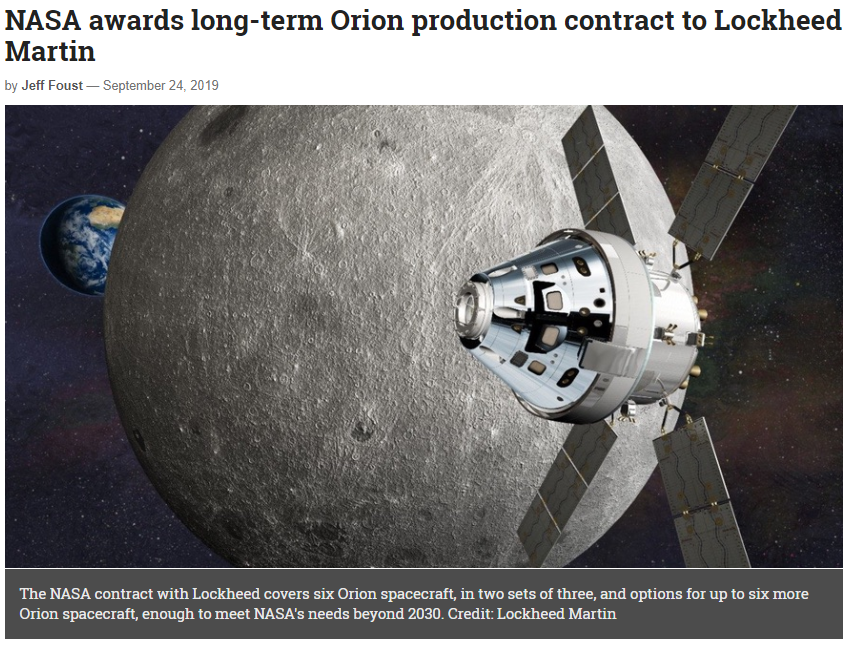 NASA awards long-term Orion production contract to Lockheed
Martin
by Jeff Foust — September 24, 2019
The NASA contract with Lockheed covers six Orion spacecraft, in two sets of three, and options for up to six more
Orion spacecraft, enough to meet NASA's needs beyond 2030. Credit: Lockheed Martin